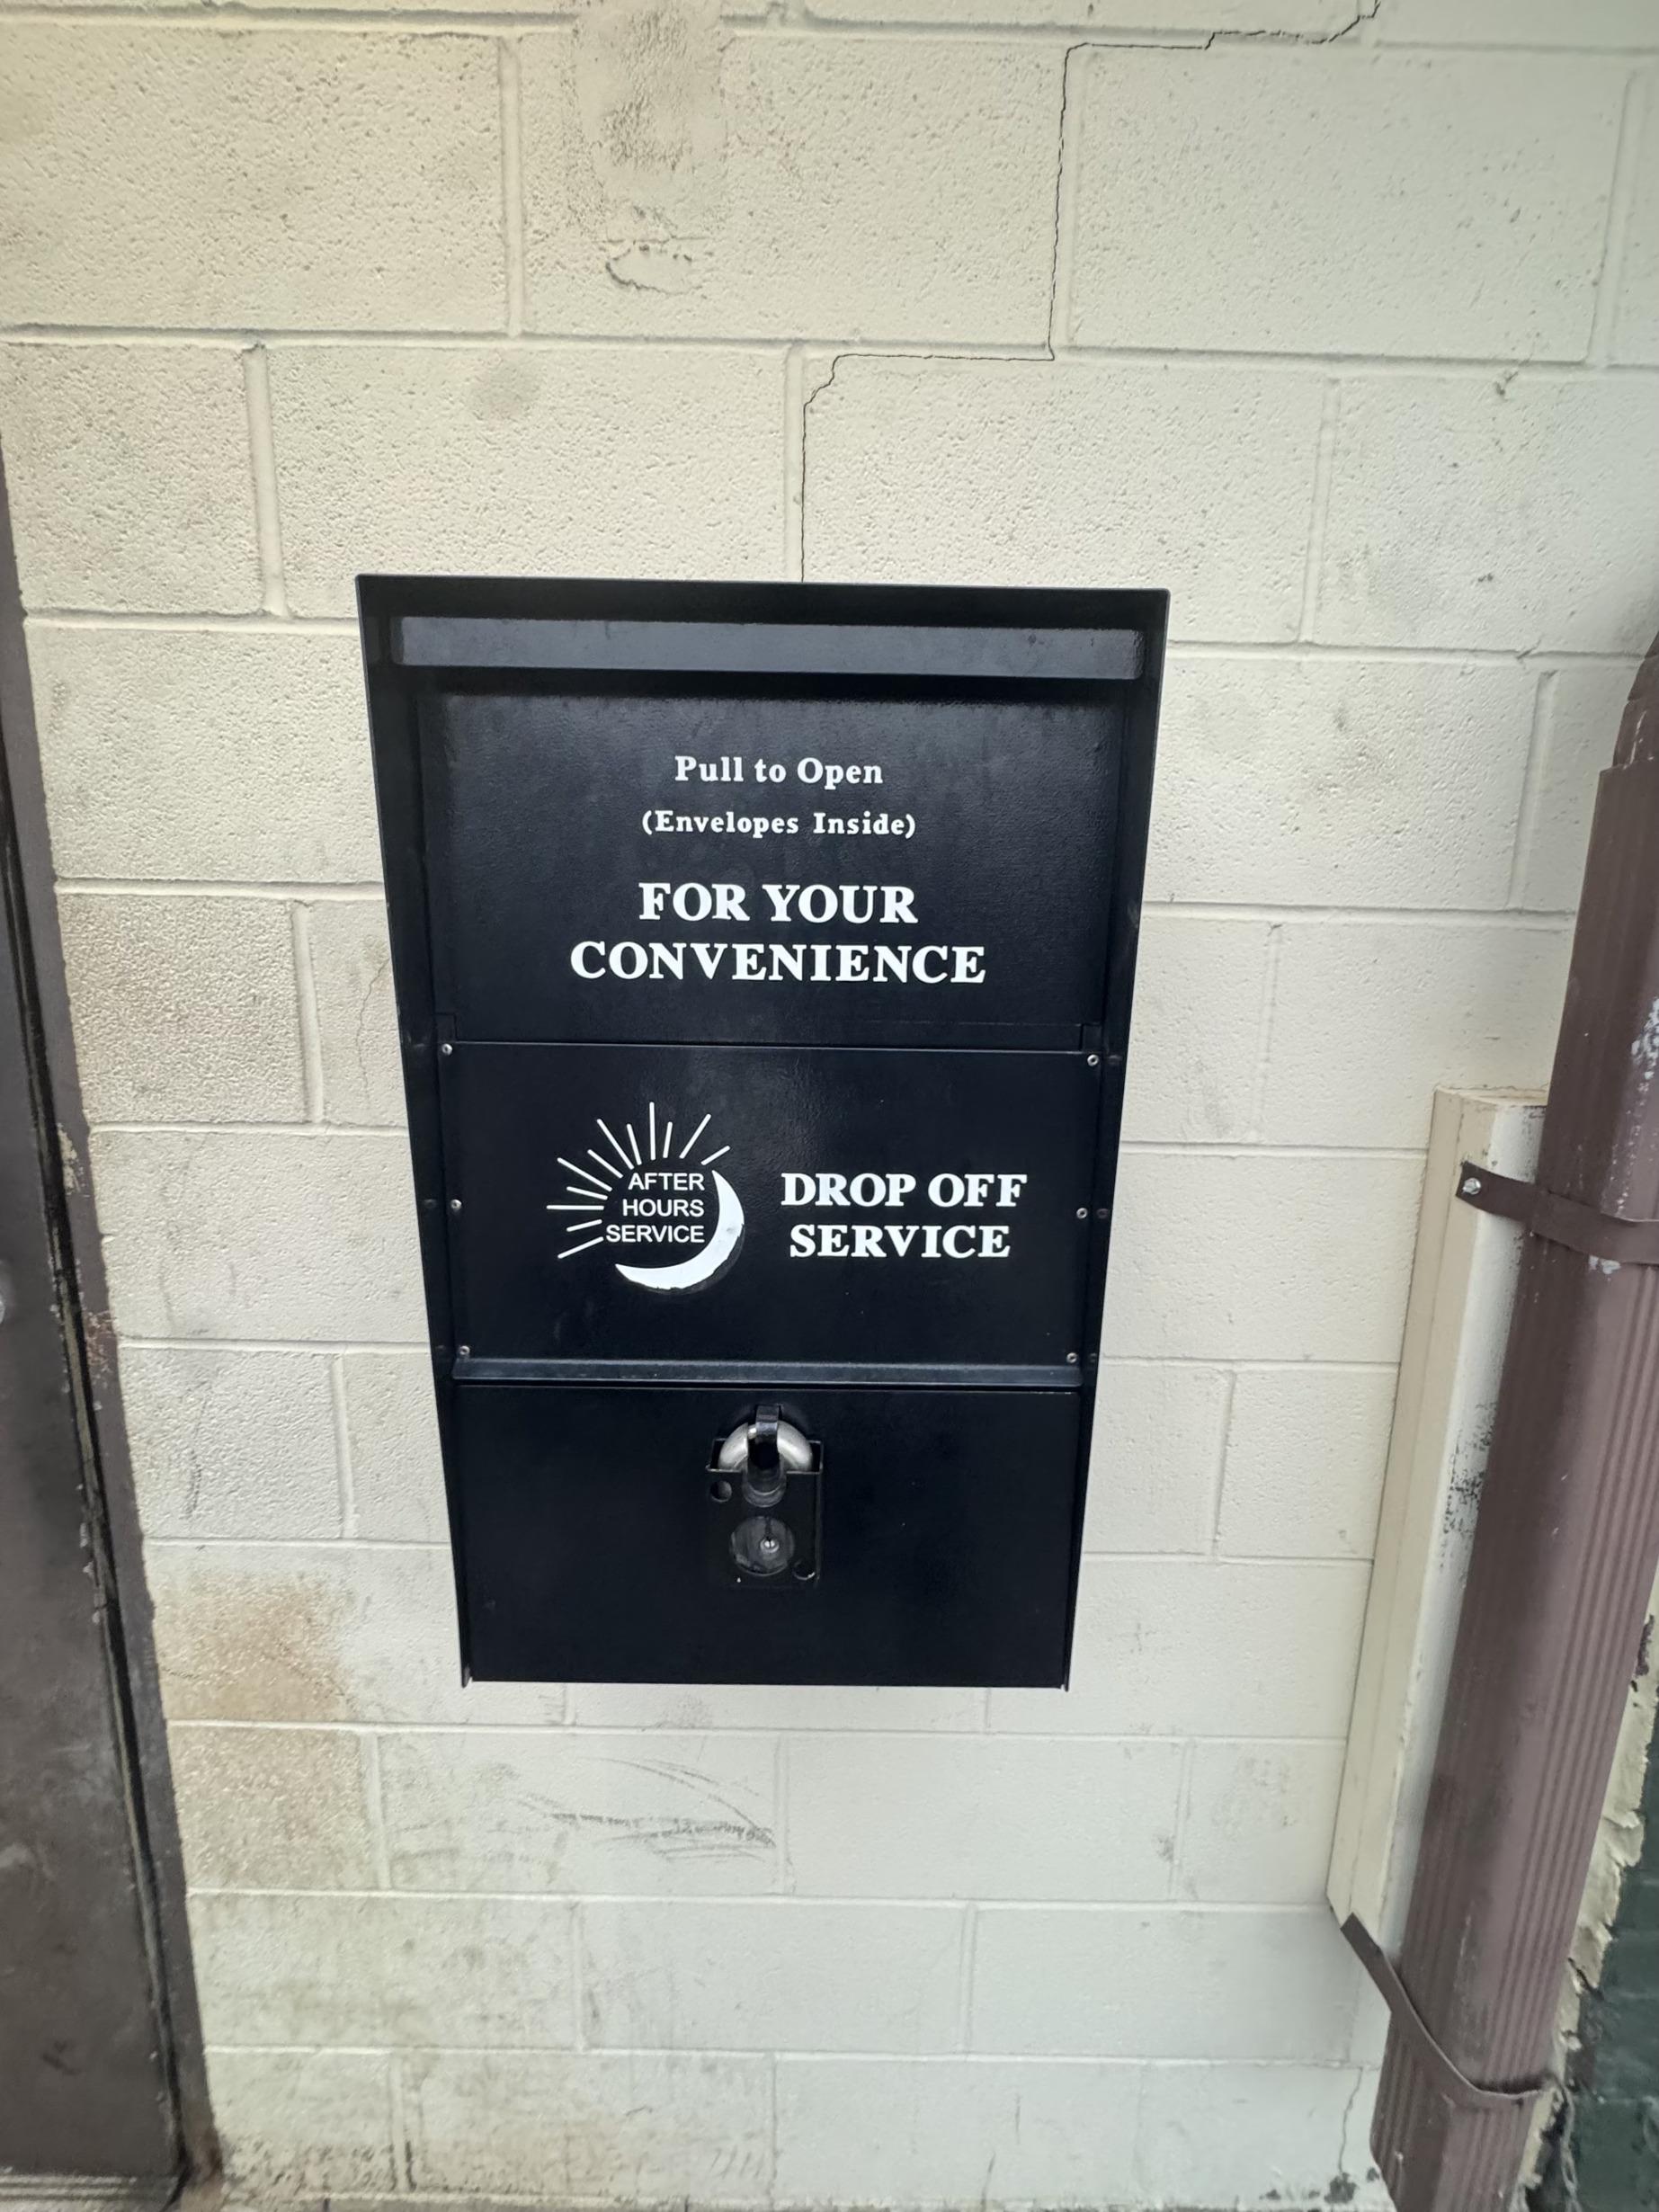 Pull to Open
(Envelopes Inside)
FOR YOUR
CONVENIENCE
AFTER
HOURS
SERVICE
DROP OFF
SERVICE